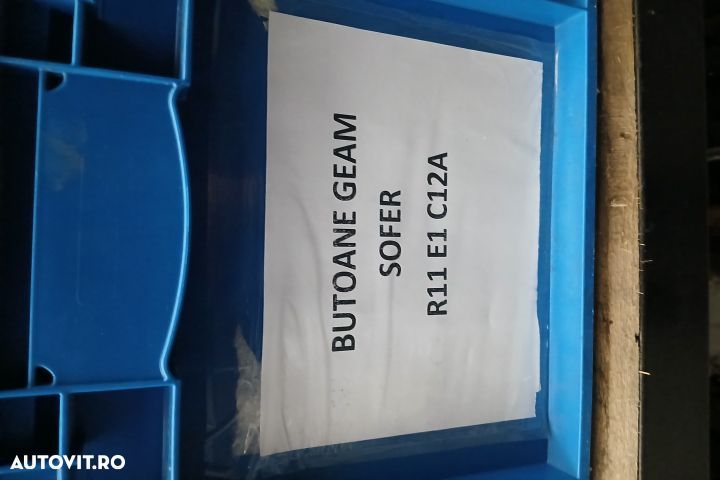 BUTOANE GEAM
SOFER
R11 E1 C12A
AUTOVIT.RO